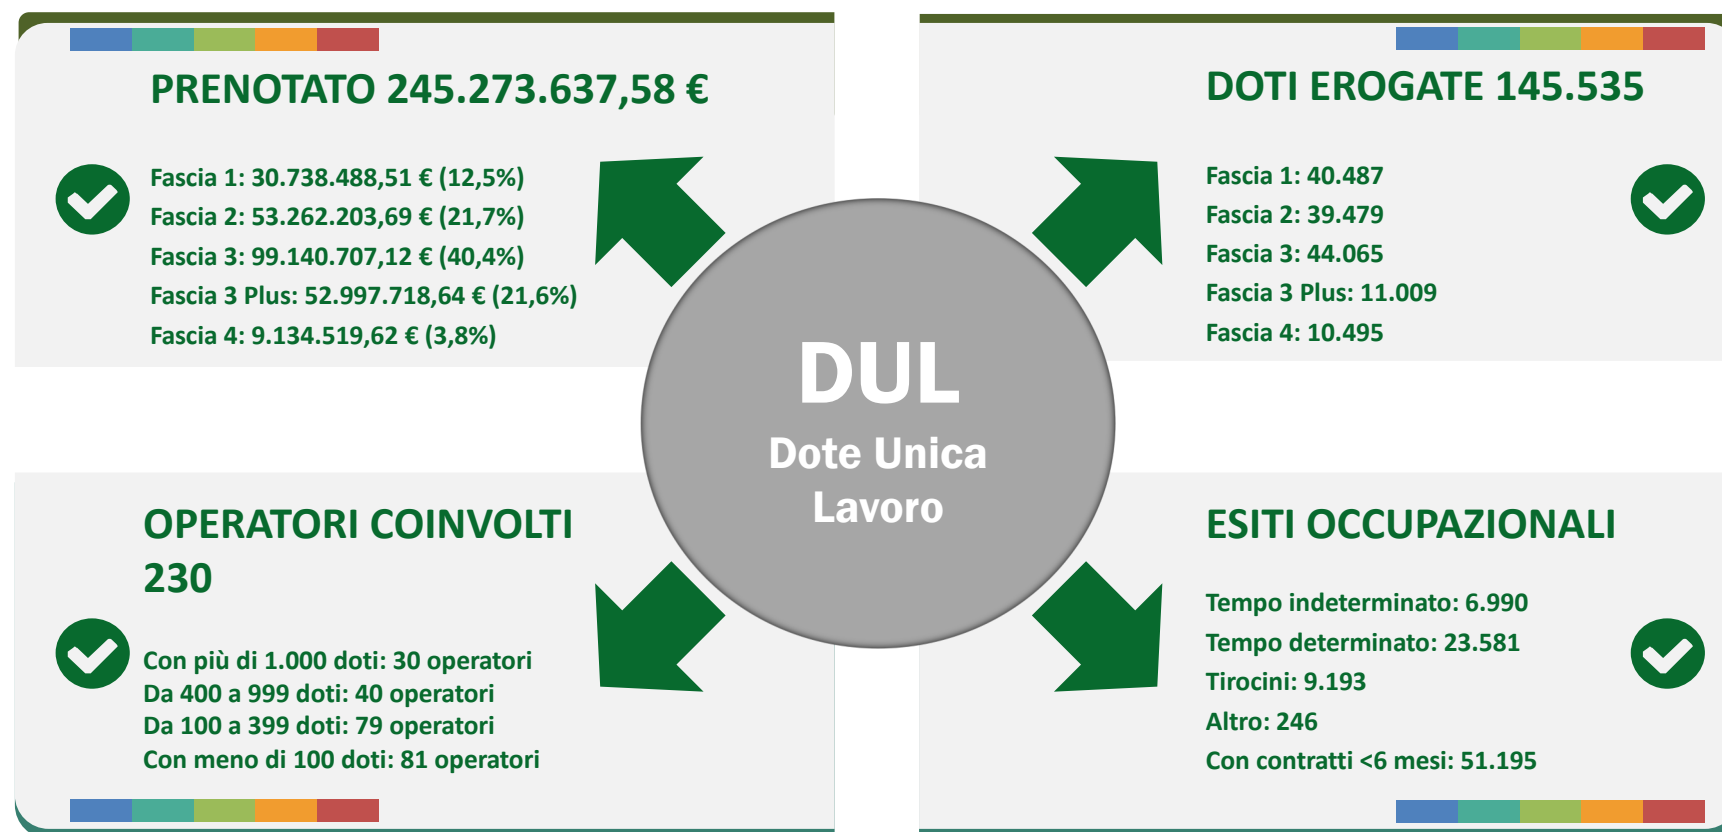 PRENOTATO 245.273.637,58 €
Fascia 1: 30.738.488,51 € (12,5%)
Fascia 2: 53.262.203,69 € (21,7%)
Fascia 3: 99.140.707,12 € (40,4%)
Fascia 3 Plus: 52.997.718,64 € (21,6%)
Fascia 4: 9.134.519,62 € (3,8%)
DOTI EROGATE 145.535
Fascia 1: 40.487
Fascia 2: 39.479
Fascia 3: 44.065
Fascia 3 Plus: 11.009
Fascia 4: 10.495
DUL
Dote Unica
Lavoro
OPERATORI COINVOLTI
230
Con più di 1.000 doti: 30 operatori
Da 400 a 999 doti: 40 operatori
Da 100 a 399 doti: 79 operatori
Con meno di 100 doti: 81 operatori
ESITI OCCUPAZIONALI
Tempo indeterminato: 6.990
Tempo determinato: 23.581
Tirocini: 9.193
Altro: 246
Con contratti <6 mesi: 51.195